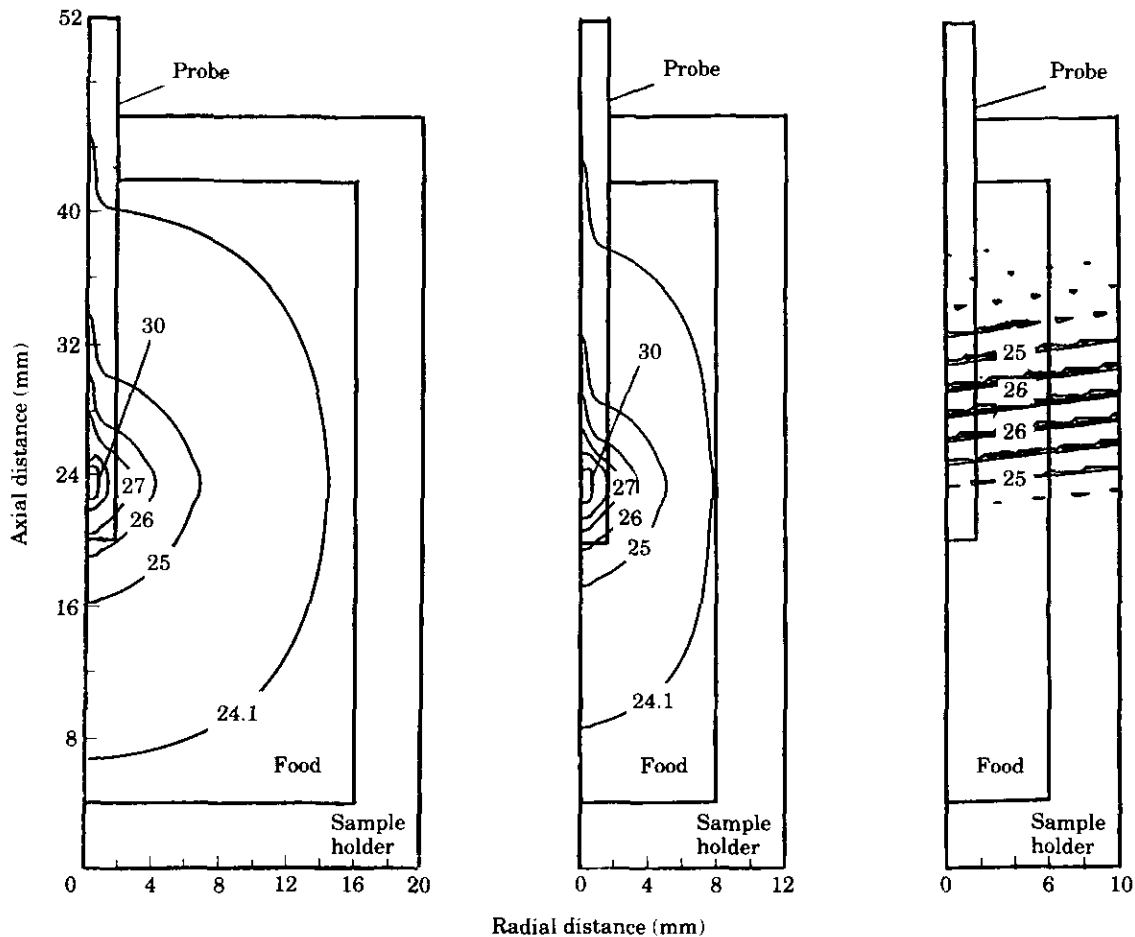 52
40
32
24
16
8
0
Axial distance (mm)
Probe
30
27
26
25
24.1
Food
Sample
holder
0 4 8 12 16 20
Probe
30
27
26
25
24.1
Food
Sample
holder
0 4 8 12
Probe
25
26
26
25
Food
Sample
holder
0 6 10
Radial distance (mm)